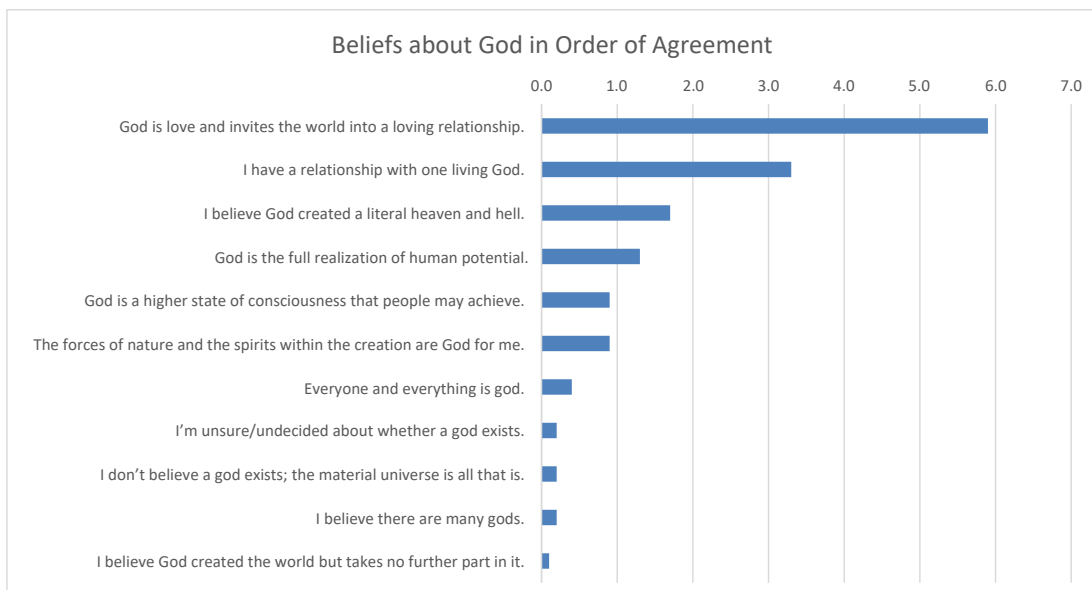 Beliefs about God in Order of Agreement
0.0 1.0 2.0 3.0 4.0 5.0 6.0 7.0
God is love and invites the world into a loving relationship.
I have a relationship with one living God.
I believe God created a literal heaven and hell.
God is the full realization of human potential.
God is a higher state of consciousness that people may achieve.
The forces of nature and the spirits within the creation are God for me.
Everyone and everything is god.
I’m unsure/undecided about whether a god exists.
I don’t believe a god exists; the material universe is all that is.
I believe there are many gods.
I believe God created the world but takes no further part in it.